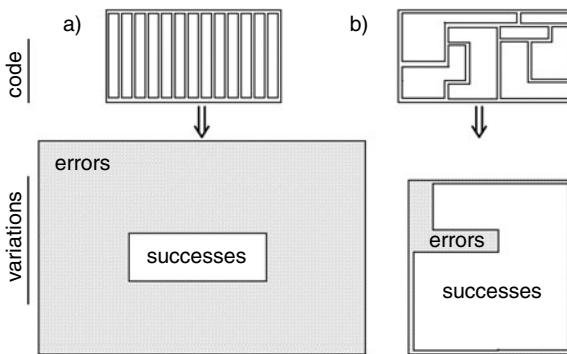 a)
b)
code
errors
successes
variations
errors
successes